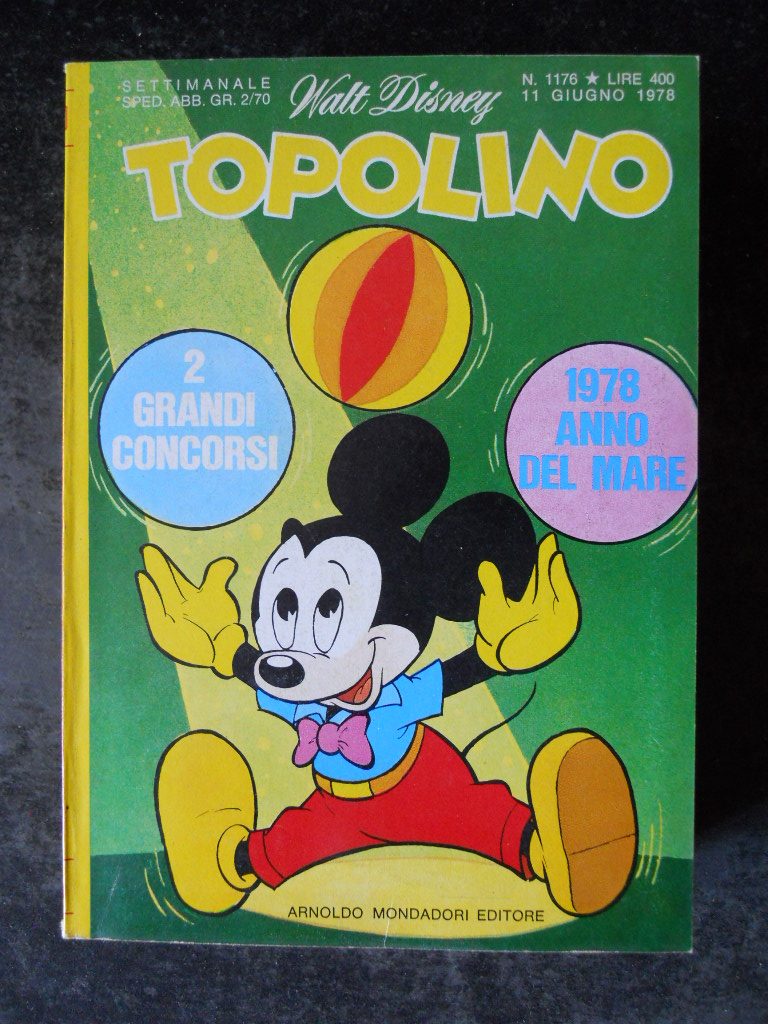 SETTIMANALE
SPED. ABB. GR. 2/70
Walt Disney
N. 1176 ★ LIRE 400
11 GIUGNO 1978
TOPOLINO
2
GRANDI
CONCORSI
1978
ANNO
DEL MARE
ARNOLDO MONDADORI EDITORE